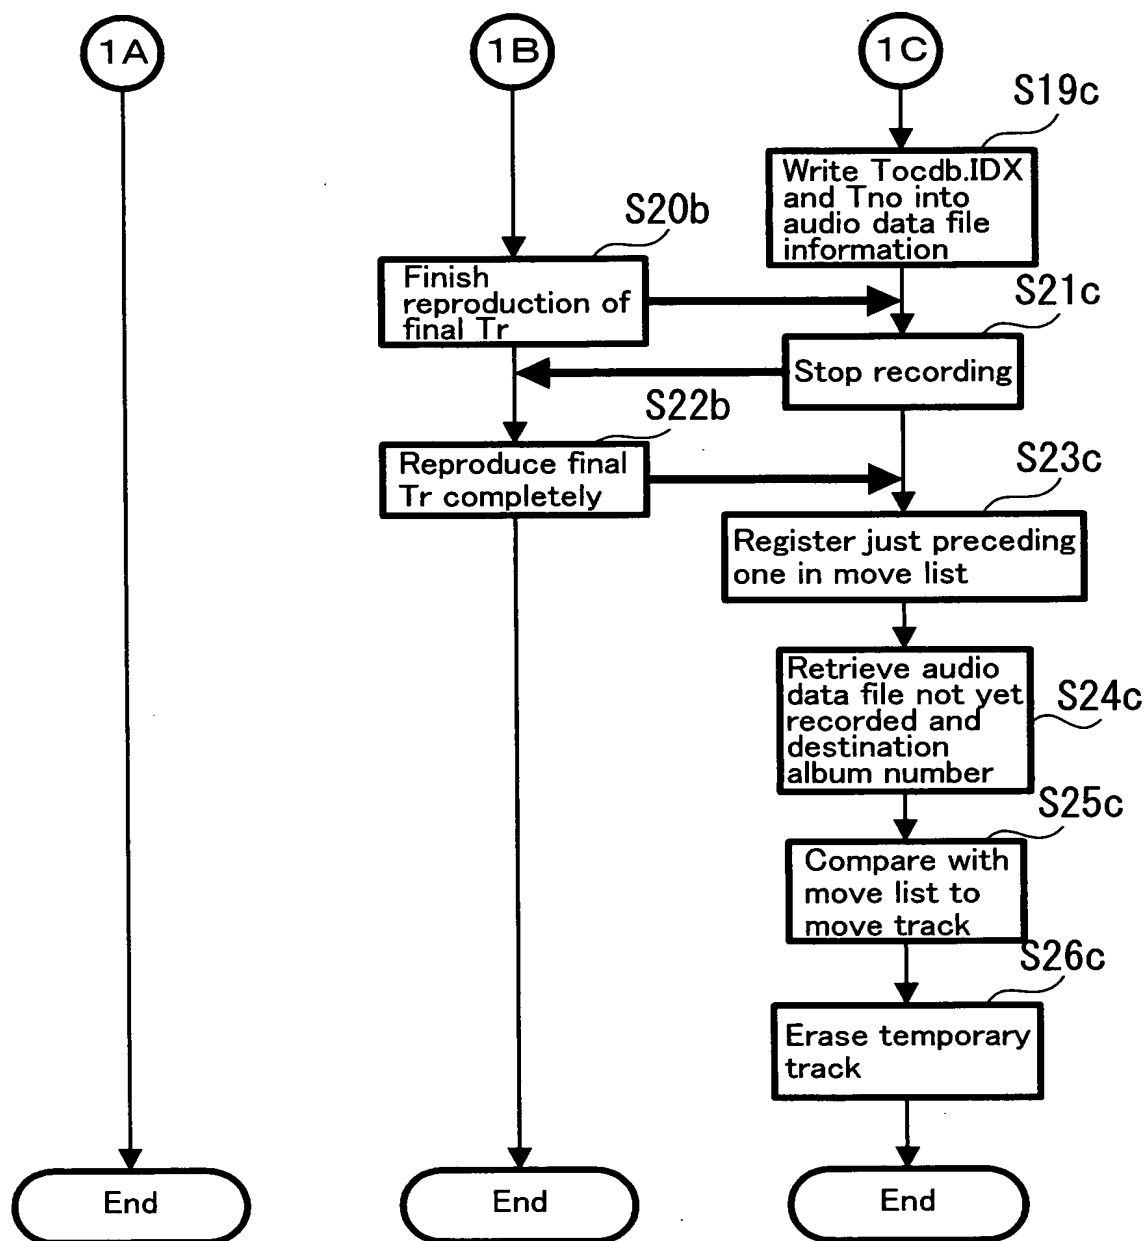 1A
1B
1C
S19c
Write Tocdb.IDX
and Tno into
audio data file
information
S20b
Finish
reproduction of
final Tr
S21c
Stop recording
S22b
Reproduce final
Tr completely
S23c
Register just preceding
one in move list
Retrieve audio
data file not yet
recorded and
destination
album number
S24c
S25c
Compare with
move list to
move track
S26c
Erase temporary
track
End
End
End